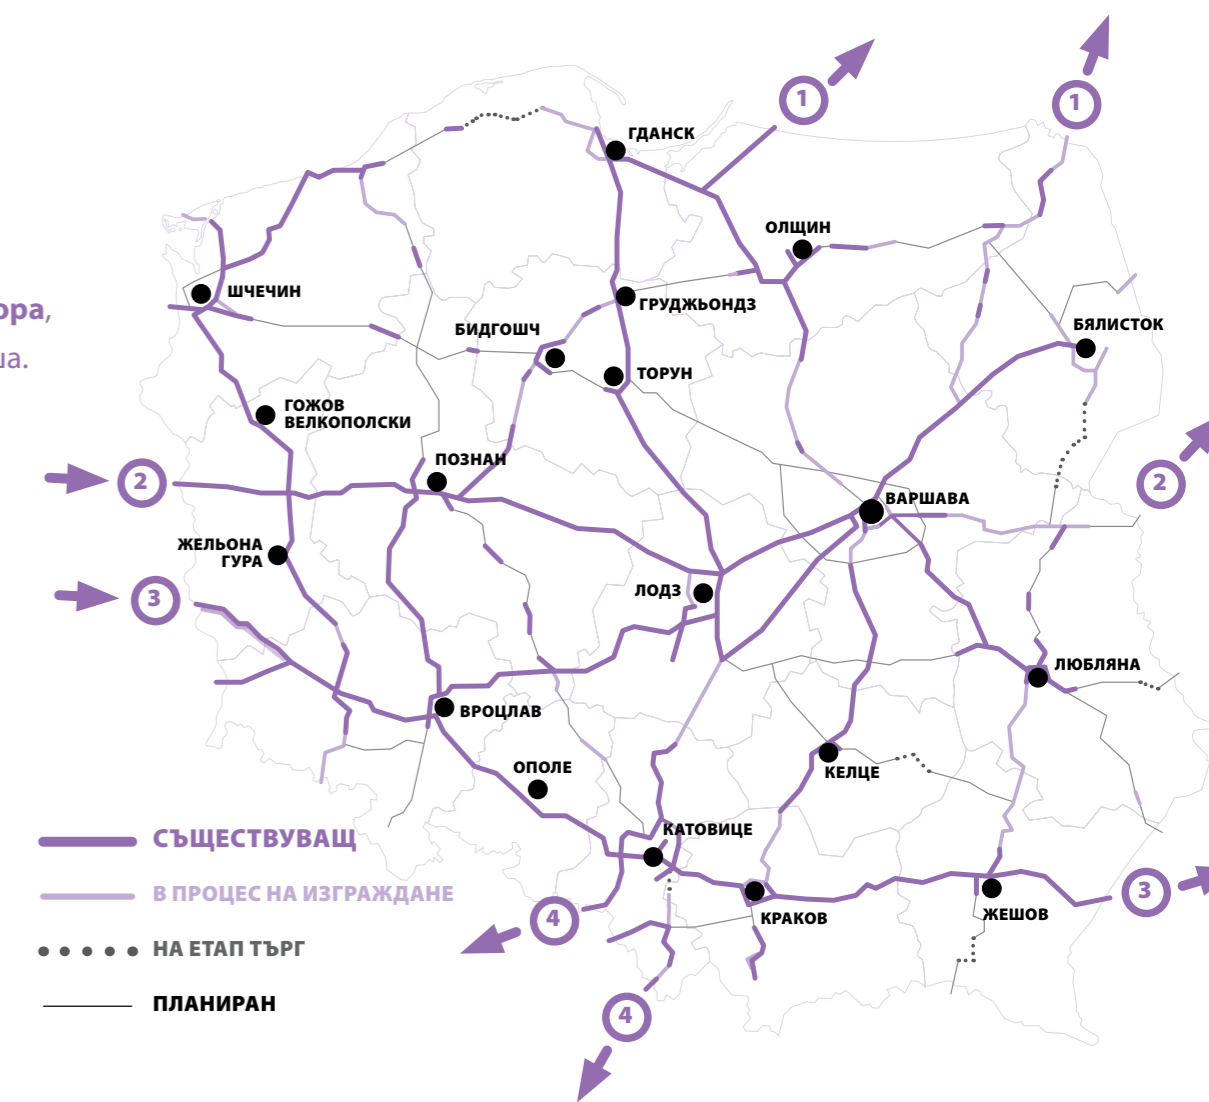 1
1
ГДАНСК
ОЛЩИН
ШЧЕЧИН
ора,
ГРУДЖЬОНДЗ
БЯЛИСТОК
БИДГОШЧ
ша.
ТОРУН
ГОЖОВ
ВЕЛКОПОЛСКИ
ПОЗНАН
2
2
ВАРШАВА
ЖЕЛЬОНА
ГУРА
ЛОДЗ
3
ЛЮБЛЯНА
ВРОЦЛАВ
ОПОЛЕ
КЕЛЦЕ
КАТОВИЦЕ
СЪЩЕСТВУВАЩ
В ПРОЦЕС НА ИЗГРАЖДАНЕ
3
4
КРАКОВ
ЖЕШОВ
НА ЕТАП ТЪРГ
ПЛАНИРАН
4